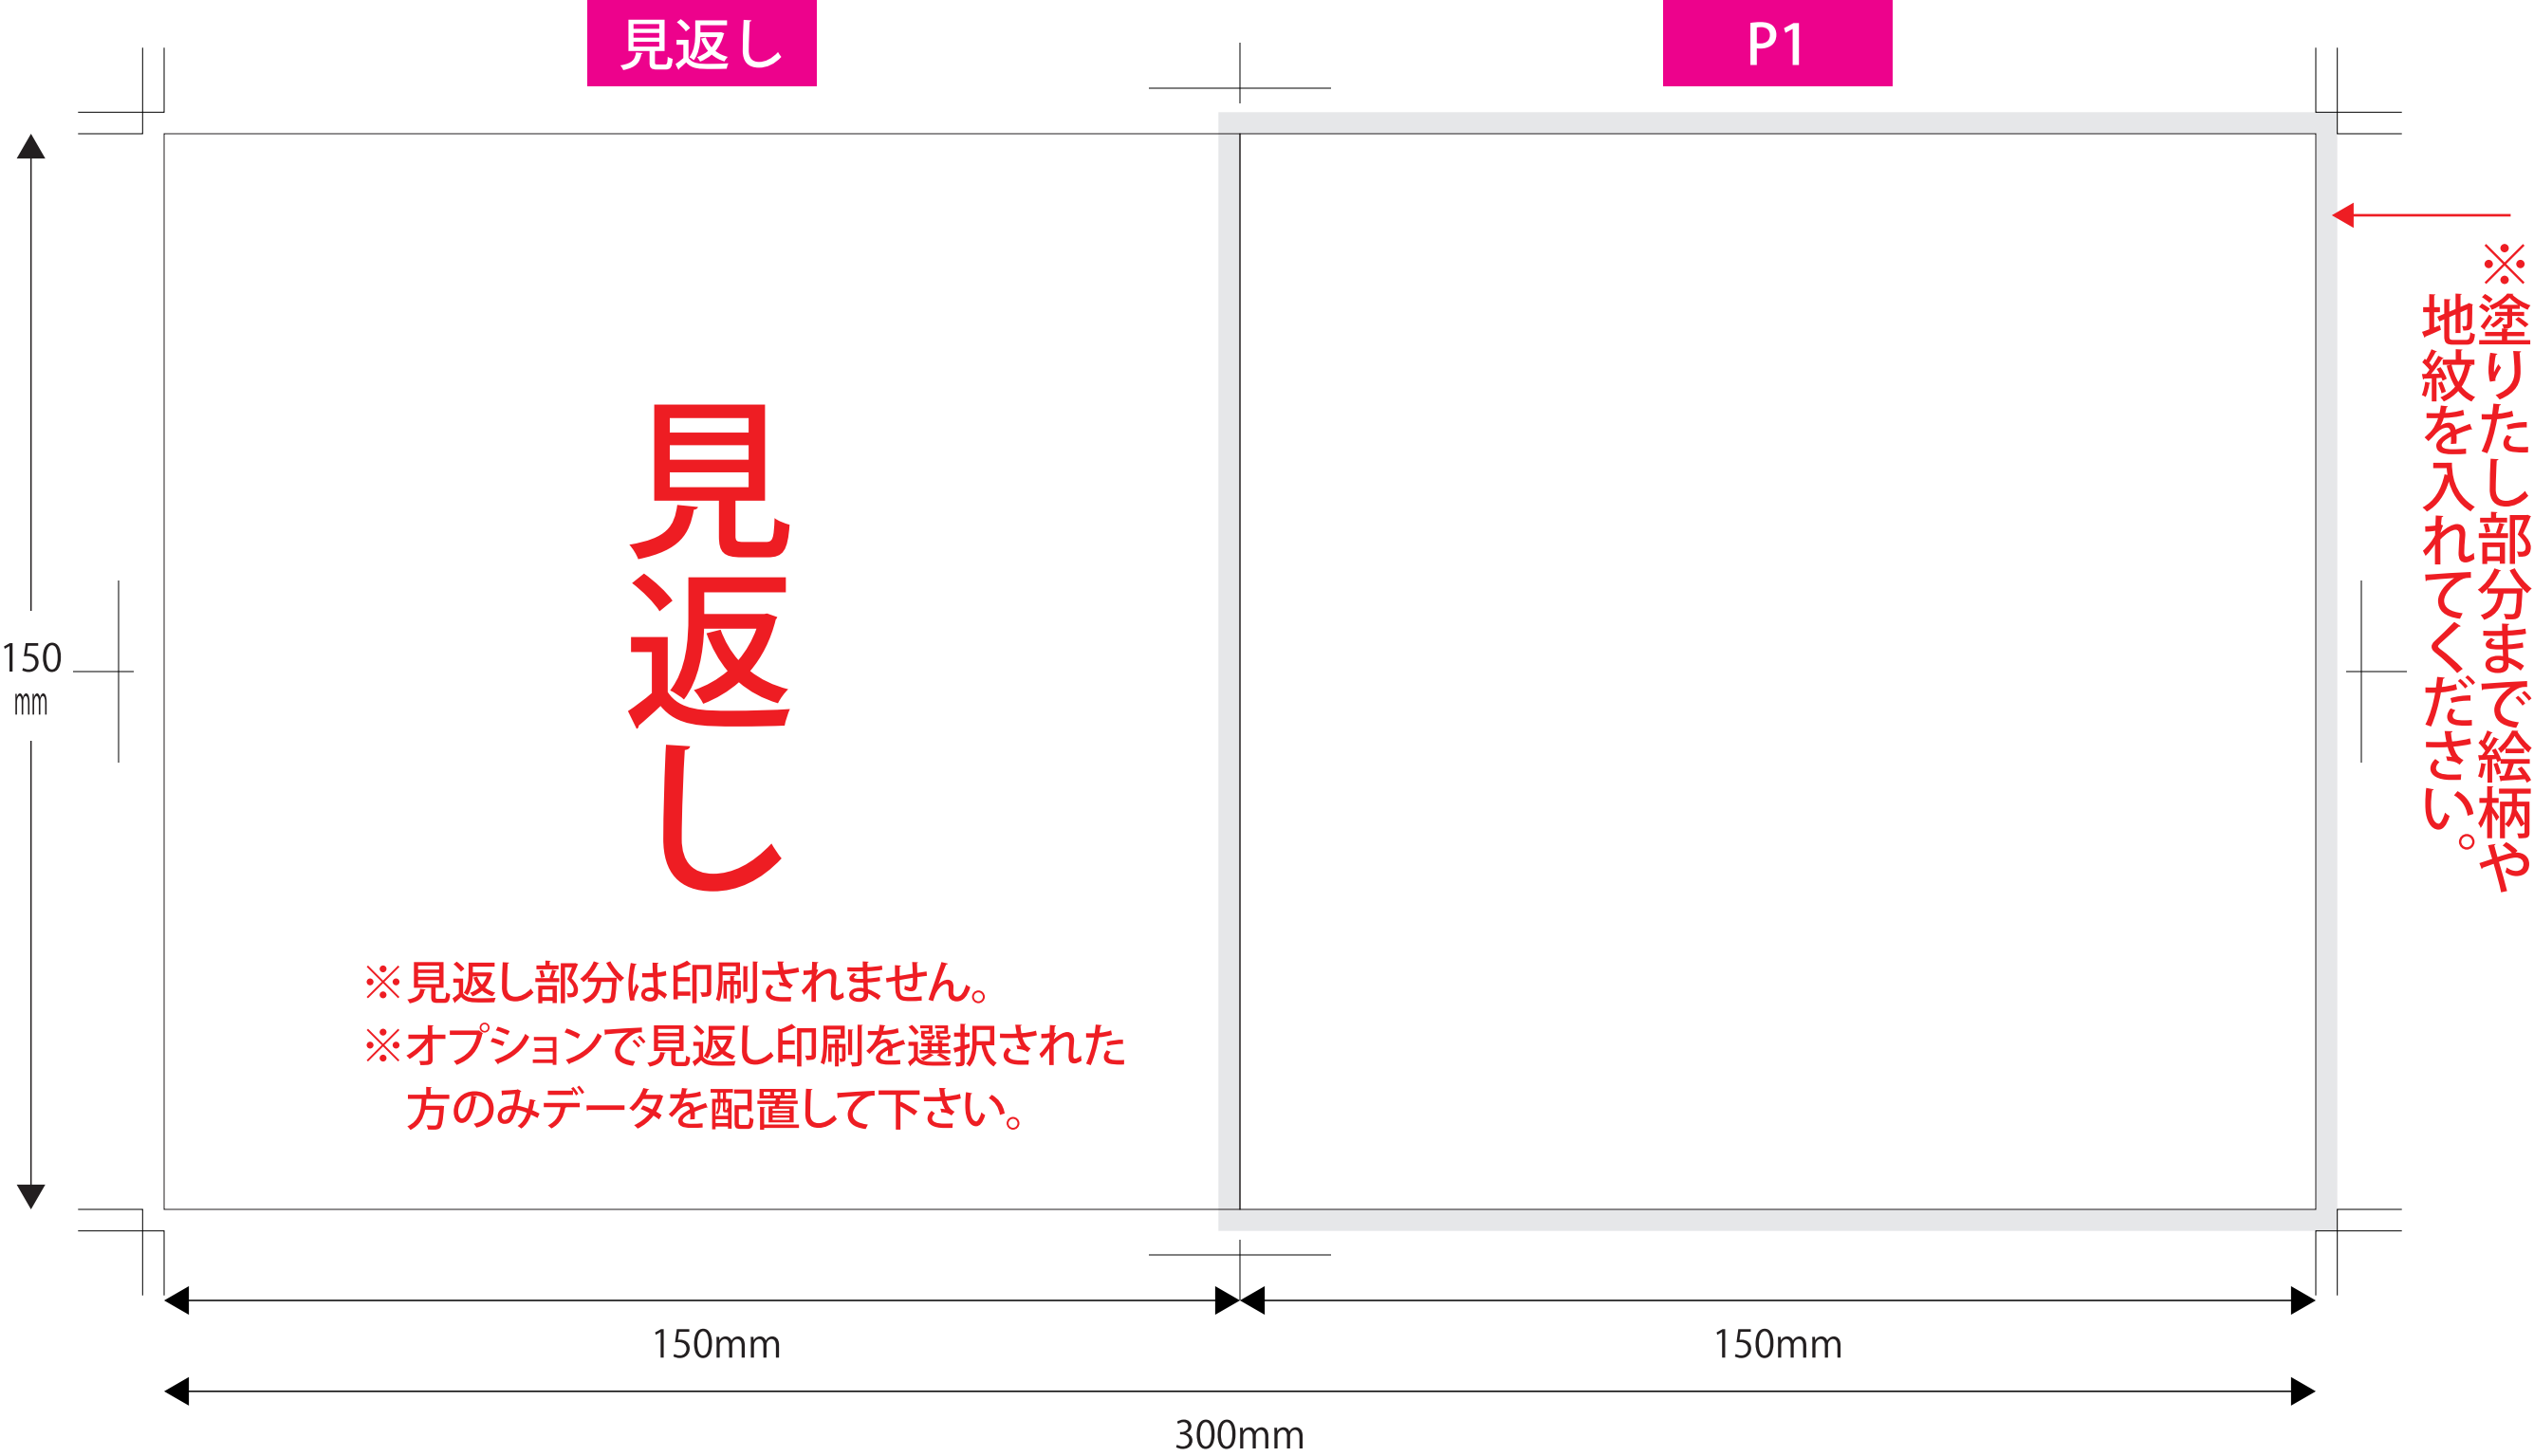 見返し
P1
※塗りたし部分まで絵柄や
地紋を入れてください。
150
mm
見返し
※見返し部分は印刷されません。
※オプションで見返し印刷を選択された
方のみデータを配置して下さい。
150mm
150mm
300mm